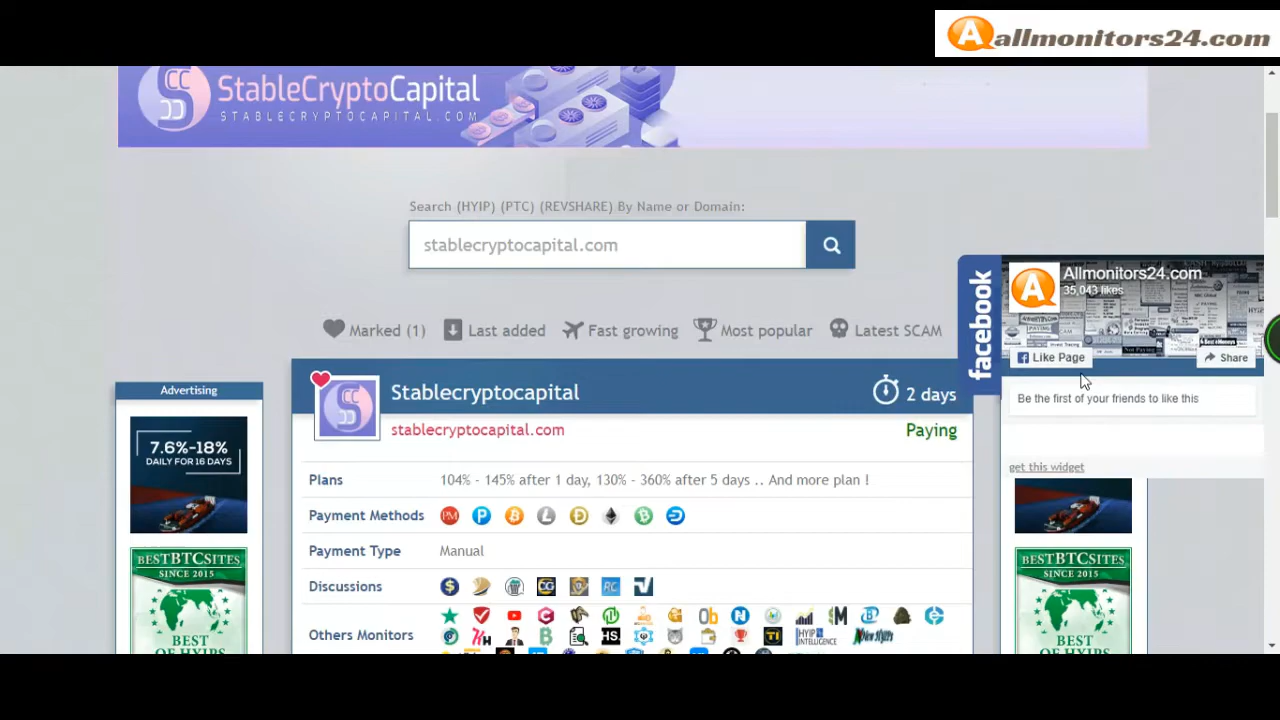 allmonitors24.com
StableCryptoCapital
STABLECRYPTOCAPITAL.COM
Search (HYIP) (PTC) (REVSHARE) By Name or Domain:
stablecryptocapital.com
facebook
Allmonitors24.com
35,043 likes
Like Page
Share
Be the first of your friends to like this
get this widget
Marked (1)
Last added
Fast growing
Most popular
Latest SCAM
Advertising
7.6%-18%
DAILY FOR 16 DAYS
BESTBTCSITES
SINCE 2015
BEST
OF HYIPS
Stablecryptocapital
2 days
stablecryptocapital.com
Paying
Plans
104% - 145% after 1 day, 130% - 360% after 5 days .. And more plan !
Payment Methods
Payment Type
Manual
Discussions
Others Monitors
BESTBTCSITES
SINCE 2015
BEST
OF HYIPS